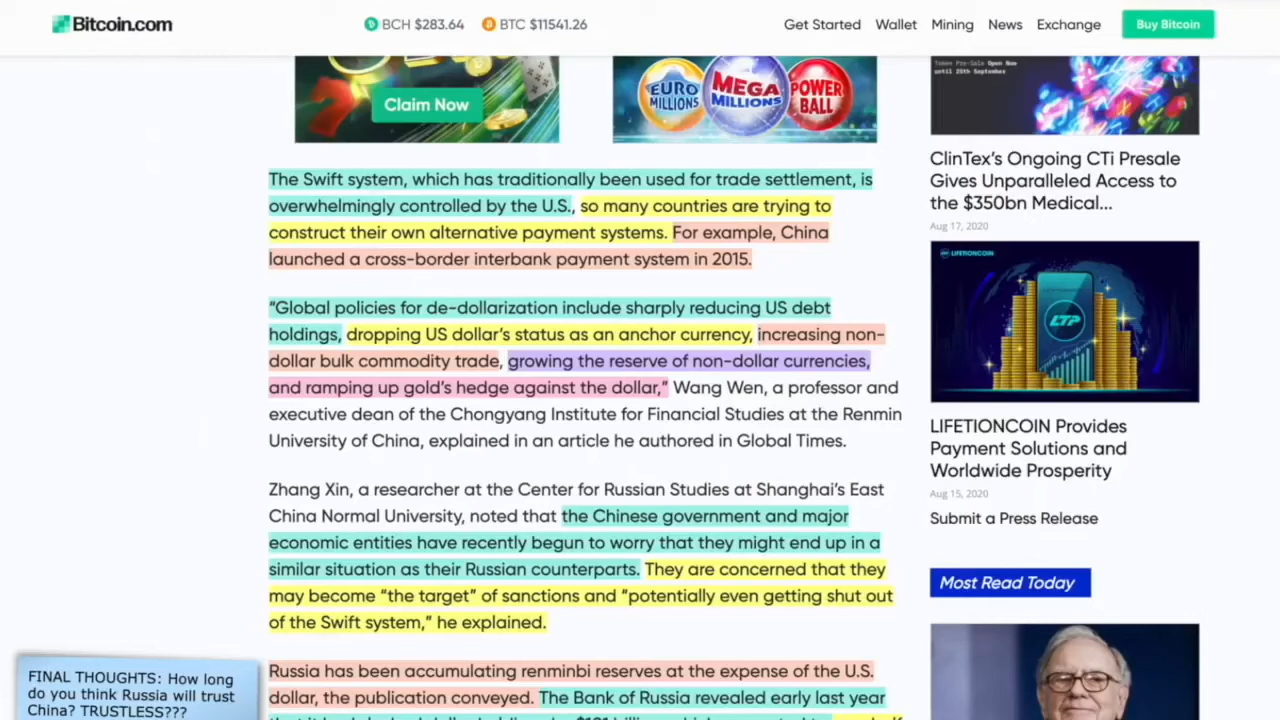 Bitcoin.com
BCH $283.64 BTC $11541.26
Get Started Wallet Mining News Exchange Buy Bitcoin
Claim Now
EURO MILLIONS
MEGA MILLIONS
POWER BALL
Token Pre-Sale Open Now
until 25th September
The Swift system, which has traditionally been used for trade settlement, is
overwhelmingly controlled by the U.S., so many countries are trying to
construct their own alternative payment systems. For example, China
launched a cross-border interbank payment system in 2015.
“Global policies for de-dollarization include sharply reducing US debt
holdings, dropping US dollar’s status as an anchor currency, increasing non-
dollar bulk commodity trade, growing the reserve of non-dollar currencies,
and ramping up gold’s hedge against the dollar,” Wang Wen, a professor and
executive dean of the Chongyang Institute for Financial Studies at the Renmin
University of China, explained in an article he authored in Global Times.
Zhang Xin, a researcher at the Center for Russian Studies at Shanghai’s East
China Normal University, noted that the Chinese government and major
economic entities have recently begun to worry that they might end up in a
similar situation as their Russian counterparts. They are concerned that they
may become “the target” of sanctions and “potentially even getting shut out
of the Swift system,” he explained.
Russia has been accumulating renminbi reserves at the expense of the U.S.
dollar, the publication conveyed. The Bank of Russia revealed early last year
ClinTex’s Ongoing CTi Presale
Gives Unparalleled Access to
the $350bn Medical...
Aug 17, 2020
LIFETIONCOIN
LTP
LIFETIONCOIN Provides
Payment Solutions and
Worldwide Prosperity
Aug 15, 2020
Submit a Press Release
Most Read Today
FINAL THOUGHTS: How long
do you think Russia will trust
China? TRUSTLESS???